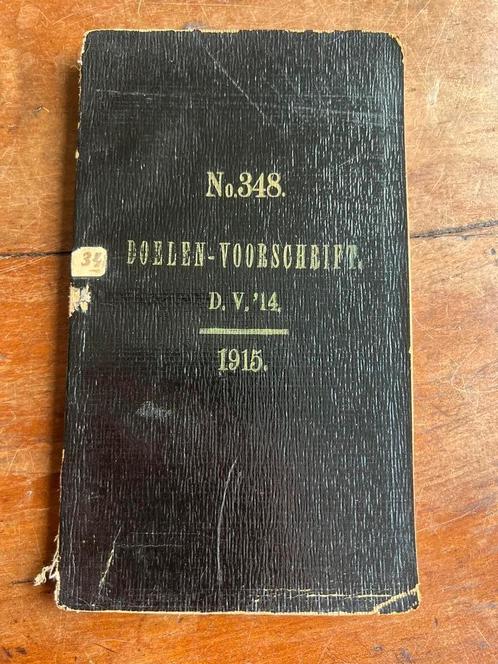 No.348.
DOELEN-VOORSCHRIFT.
D. V.'14.
1915.